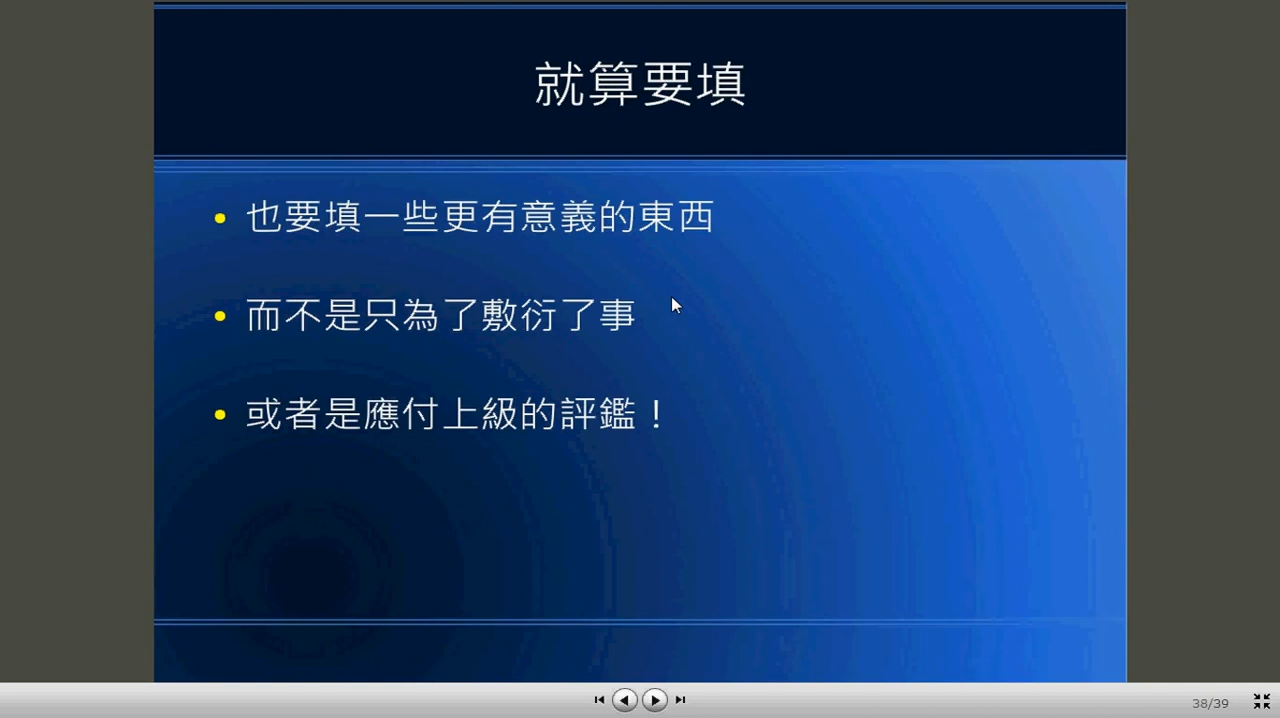 就算要填
也要填一些更有意義的東西
而不是只為了敷衍了事
或者是應付上級的評鑑！
38/39